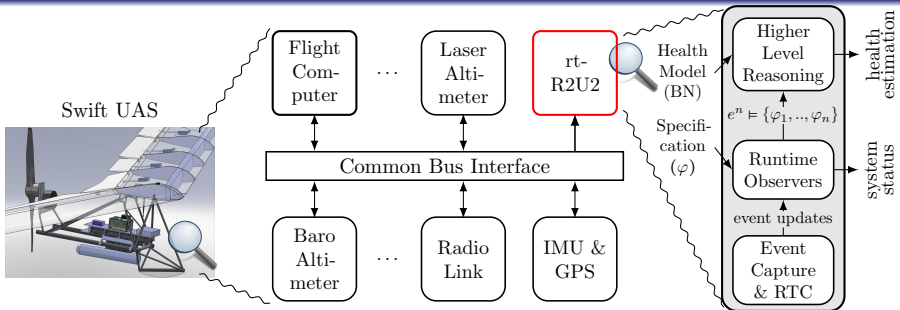 Swift UAS
Flight
Com-
puter
...
Laser
Alti-
meter
rt-
R2U2
Common Bus Interface
Baro
Alti-
meter
...
Radio
Link
IMU &
GPS
Health
Model
(BN)
Specifi-
cation
(φ)
Higher
Level
Reasoning
eⁿ ⊨ {φ₁, .., φₙ}
Runtime
Observers
event updates
Event
Capture
& RTC
health
estimation
system
status